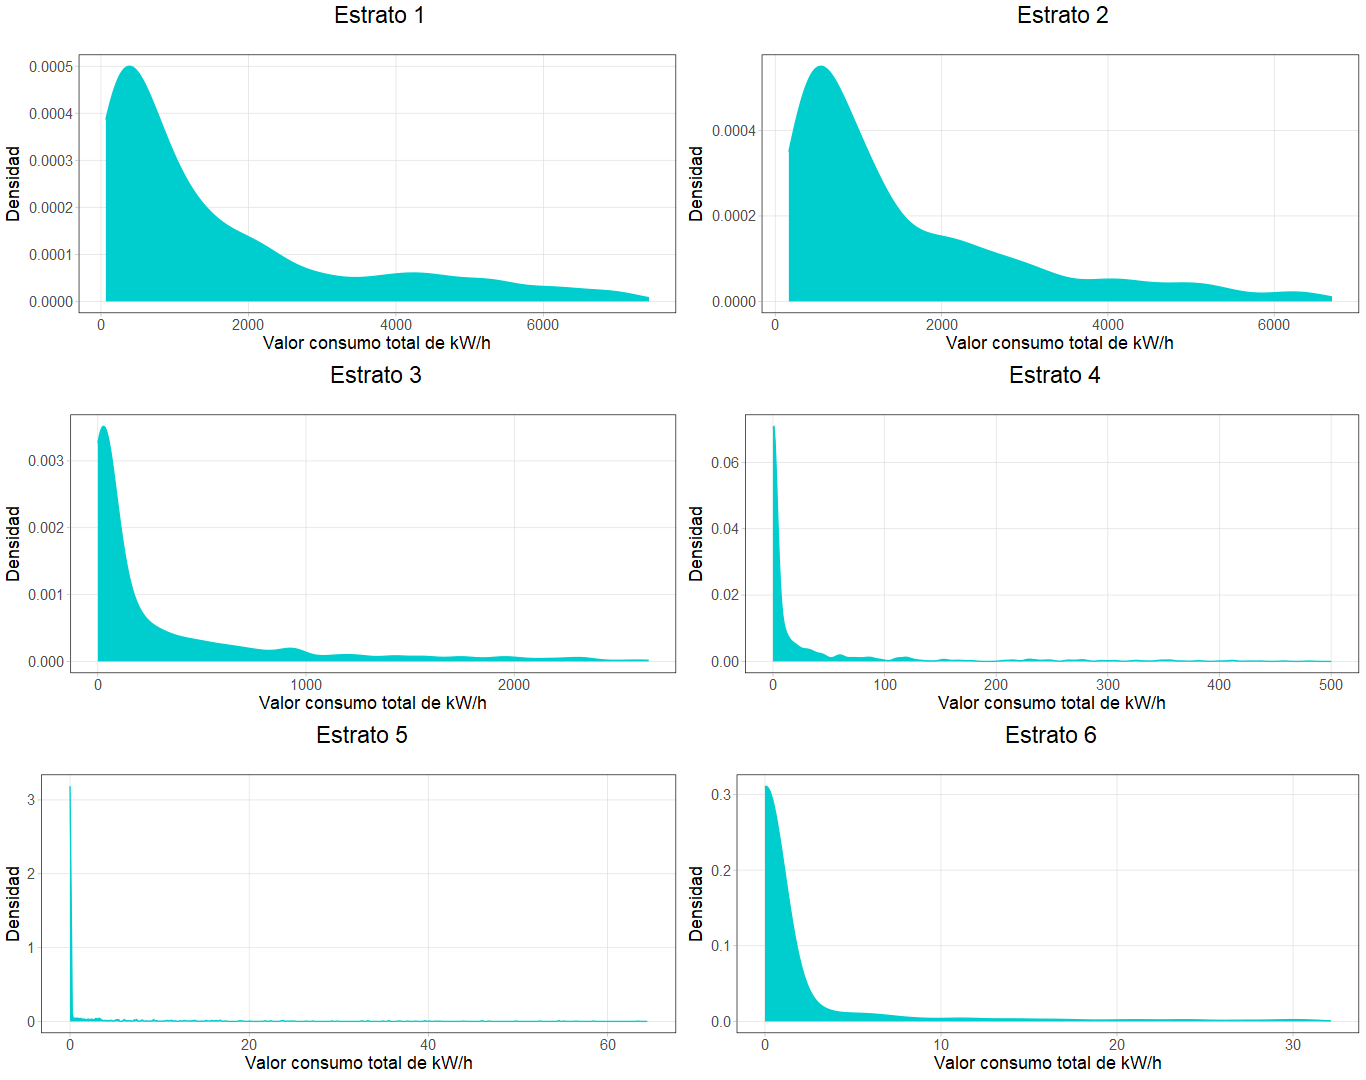 Estrato 1
0.0005
0.0004
0.0003
0.0002
0.0001
0.0000
Densidad
0 2000 4000 6000
Valor consumo total de kW/h
Estrato 2
0.0004
0.0002
0.0000
Densidad
0 2000 4000 6000
Valor consumo total de kW/h
Estrato 3
0.003
0.002
0.001
0.000
Densidad
0 1000 2000
Valor consumo total de kW/h
Estrato 4
0.06
0.04
0.02
0.00
Densidad
0 100 200 300 400 500
Valor consumo total de kW/h
Estrato 5
3
2
1
0
Densidad
0 20 40 60
Valor consumo total de kW/h
Estrato 6
0.3
0.2
0.1
0.0
Densidad
0 10 20 30
Valor consumo total de kW/h